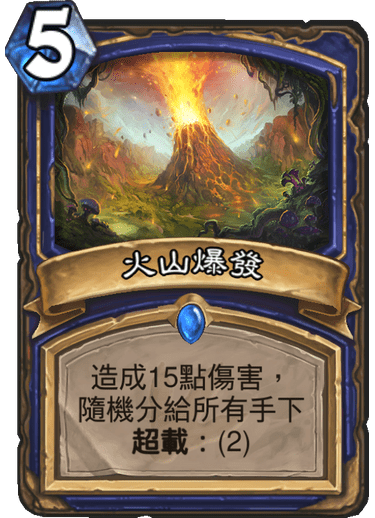 5
火山爆發
造成15點傷害，
隨機分給所有手下
超載：(2)